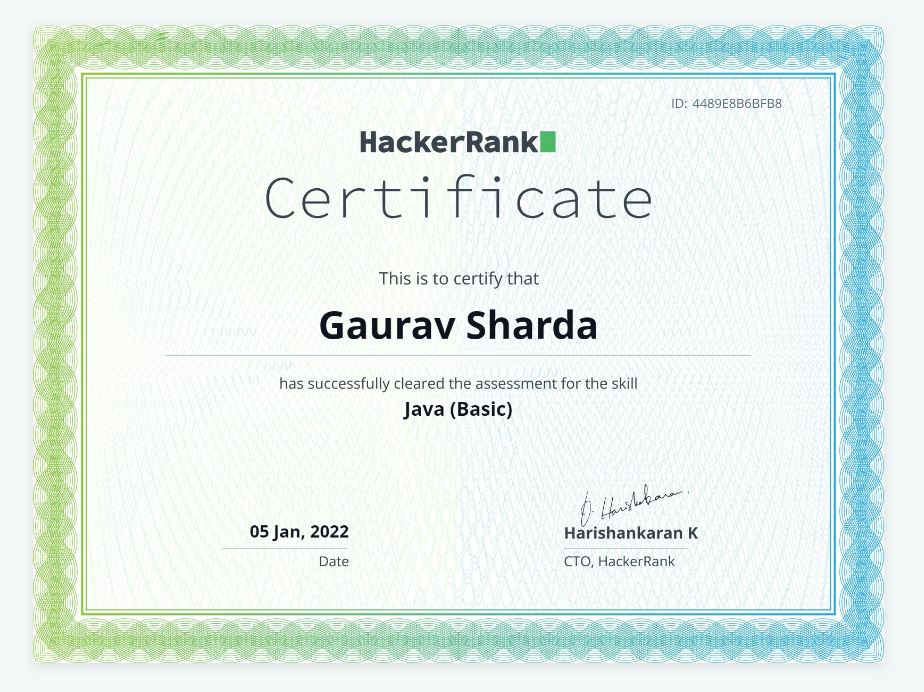 ID: 4489E8B6BFB8
HackerRank
Certificate
This is to certify that
Gaurav Sharda
has successfully cleared the assessment for the skill
Java (Basic)
05 Jan, 2022
Date
Harishankaran K
CTO, HackerRank